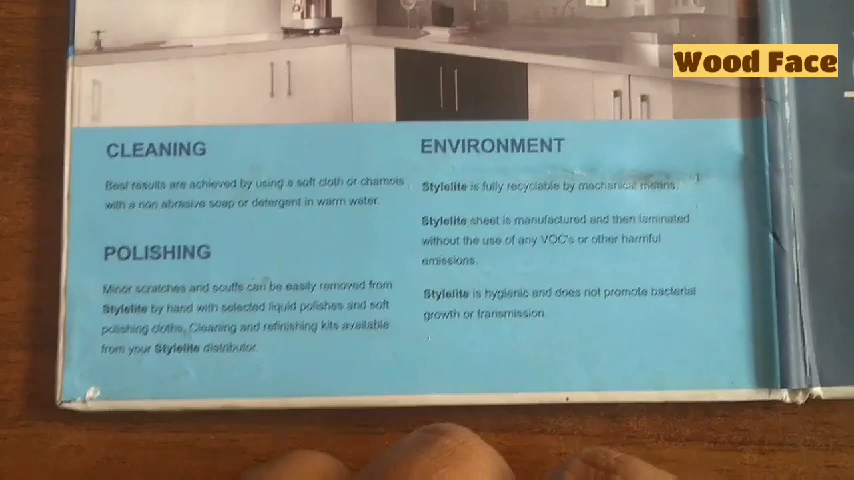 Wood Face
CLEANING
Best results are achieved by using a soft cloth or chamois
with a non abrasive soap or detergent in warm water.
POLISHING
Minor scratches and scuffs can be easily removed from
Stylelite by hand with selected liquid polishes and soft
polishing cloths. Cleaning and refinishing kits available
from your Stylelite distributor.
ENVIRONMENT
Stylelite is fully recyclable by mechanical means.
Stylelite sheet is manufactured and then laminated
without the use of any VOC's or other harmful
emissions.
Stylelite is hygienic and does not promote bacterial
growth or transmission.